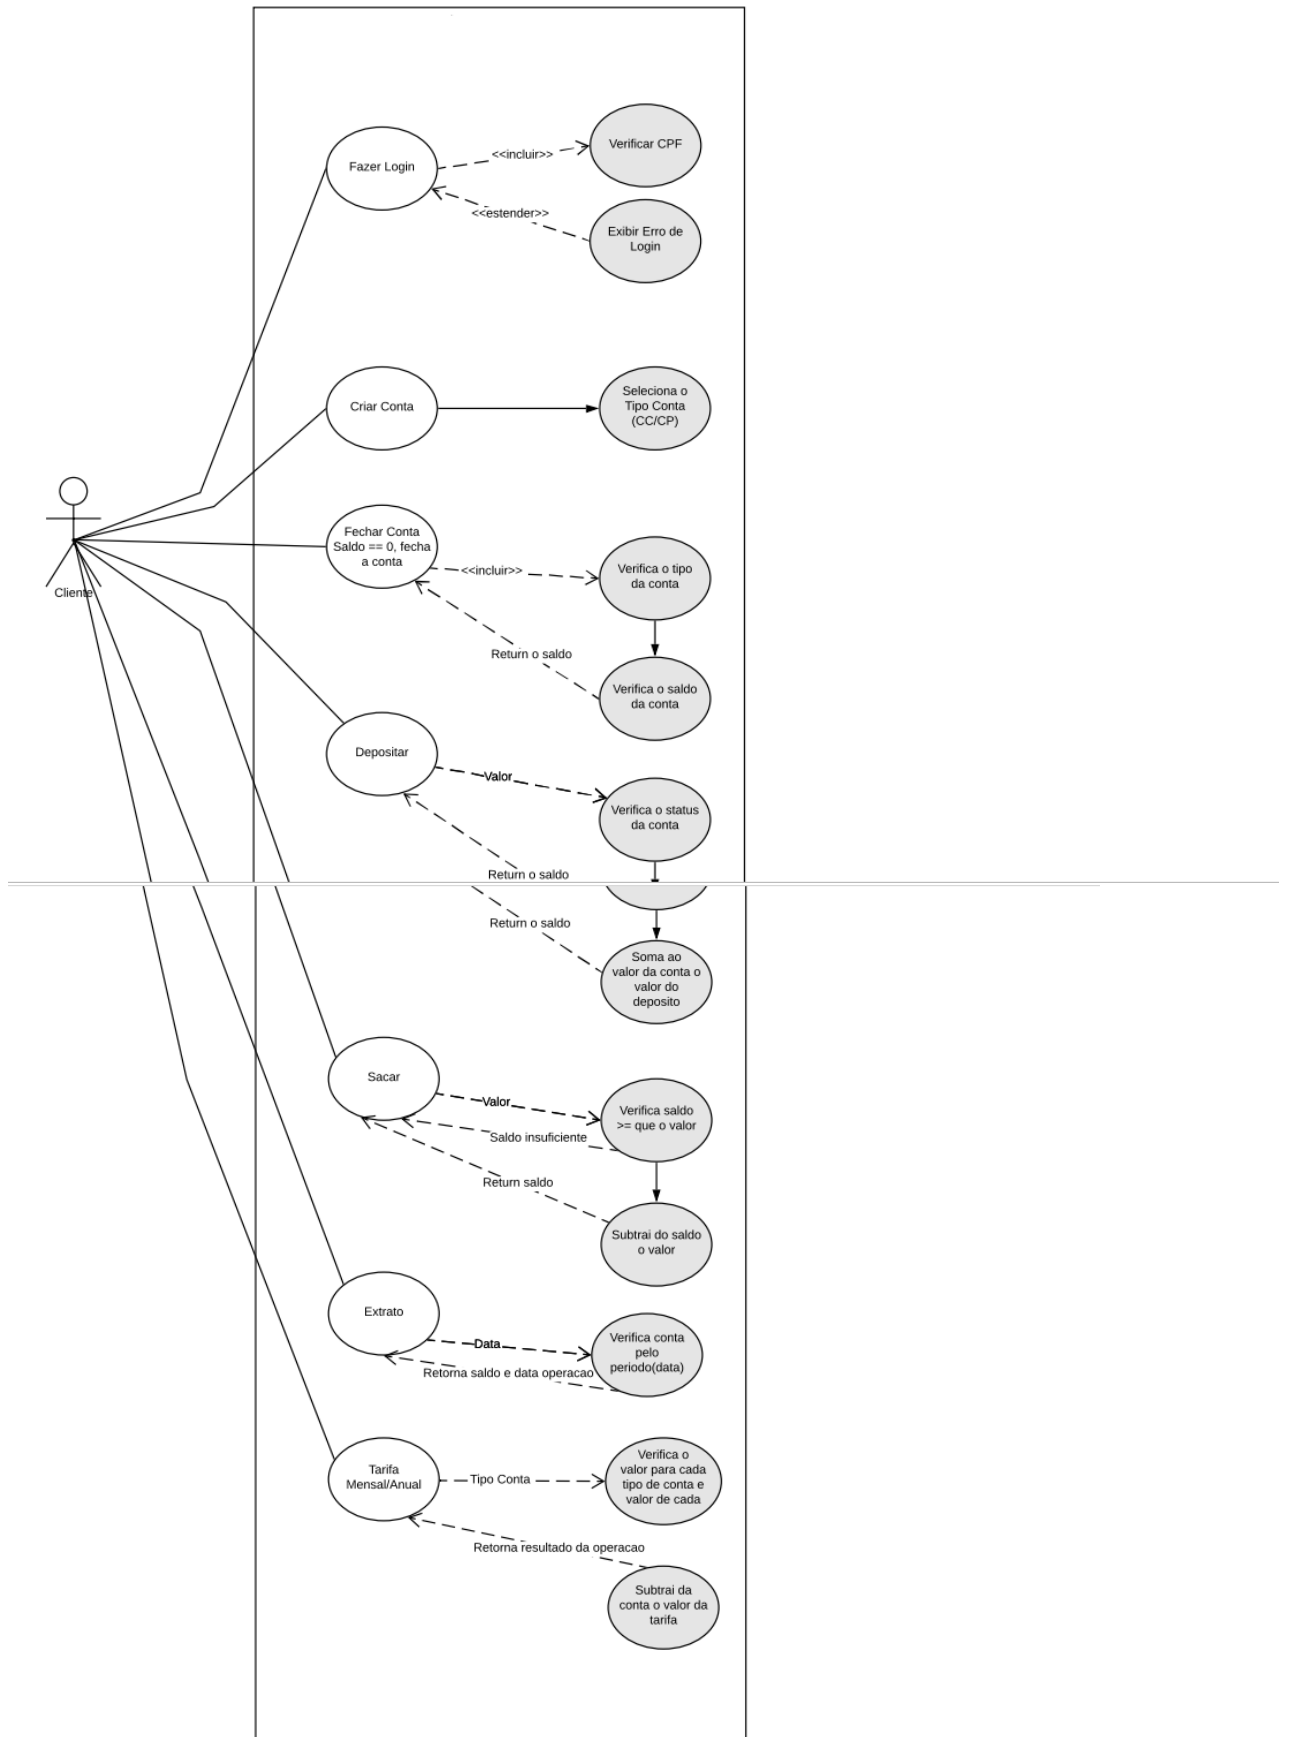 Fazer Login
<<incluir>>
Verificar CPF
<<estender>>
Exibir Erro de
Login
Criar Conta
Seleciona o
Tipo Conta
(CC/CP)
Cliente
Fechar Conta
Saldo == 0, fecha
a conta
<<incluir>>
Verifica o tipo
da conta
Return o saldo
Verifica o saldo
da conta
Depositar
Valor
Verifica o status
da conta
Return o saldo
Return o saldo
Soma ao
valor da conta o
valor do
deposito
Sacar
Valor
Verifica saldo
>= que o valor
Saldo insuficiente
Return saldo
Subtrai do saldo
o valor
Extrato
Data
Verifica conta
pelo
periodo(data)
Retorna saldo e data operacao
Tarifa
Mensal/Anual
Tipo Conta
Verifica o
valor para cada
tipo de conta e
valor de cada
Retorna resultado da operacao
Subtrai da
conta o valor da
tarifa